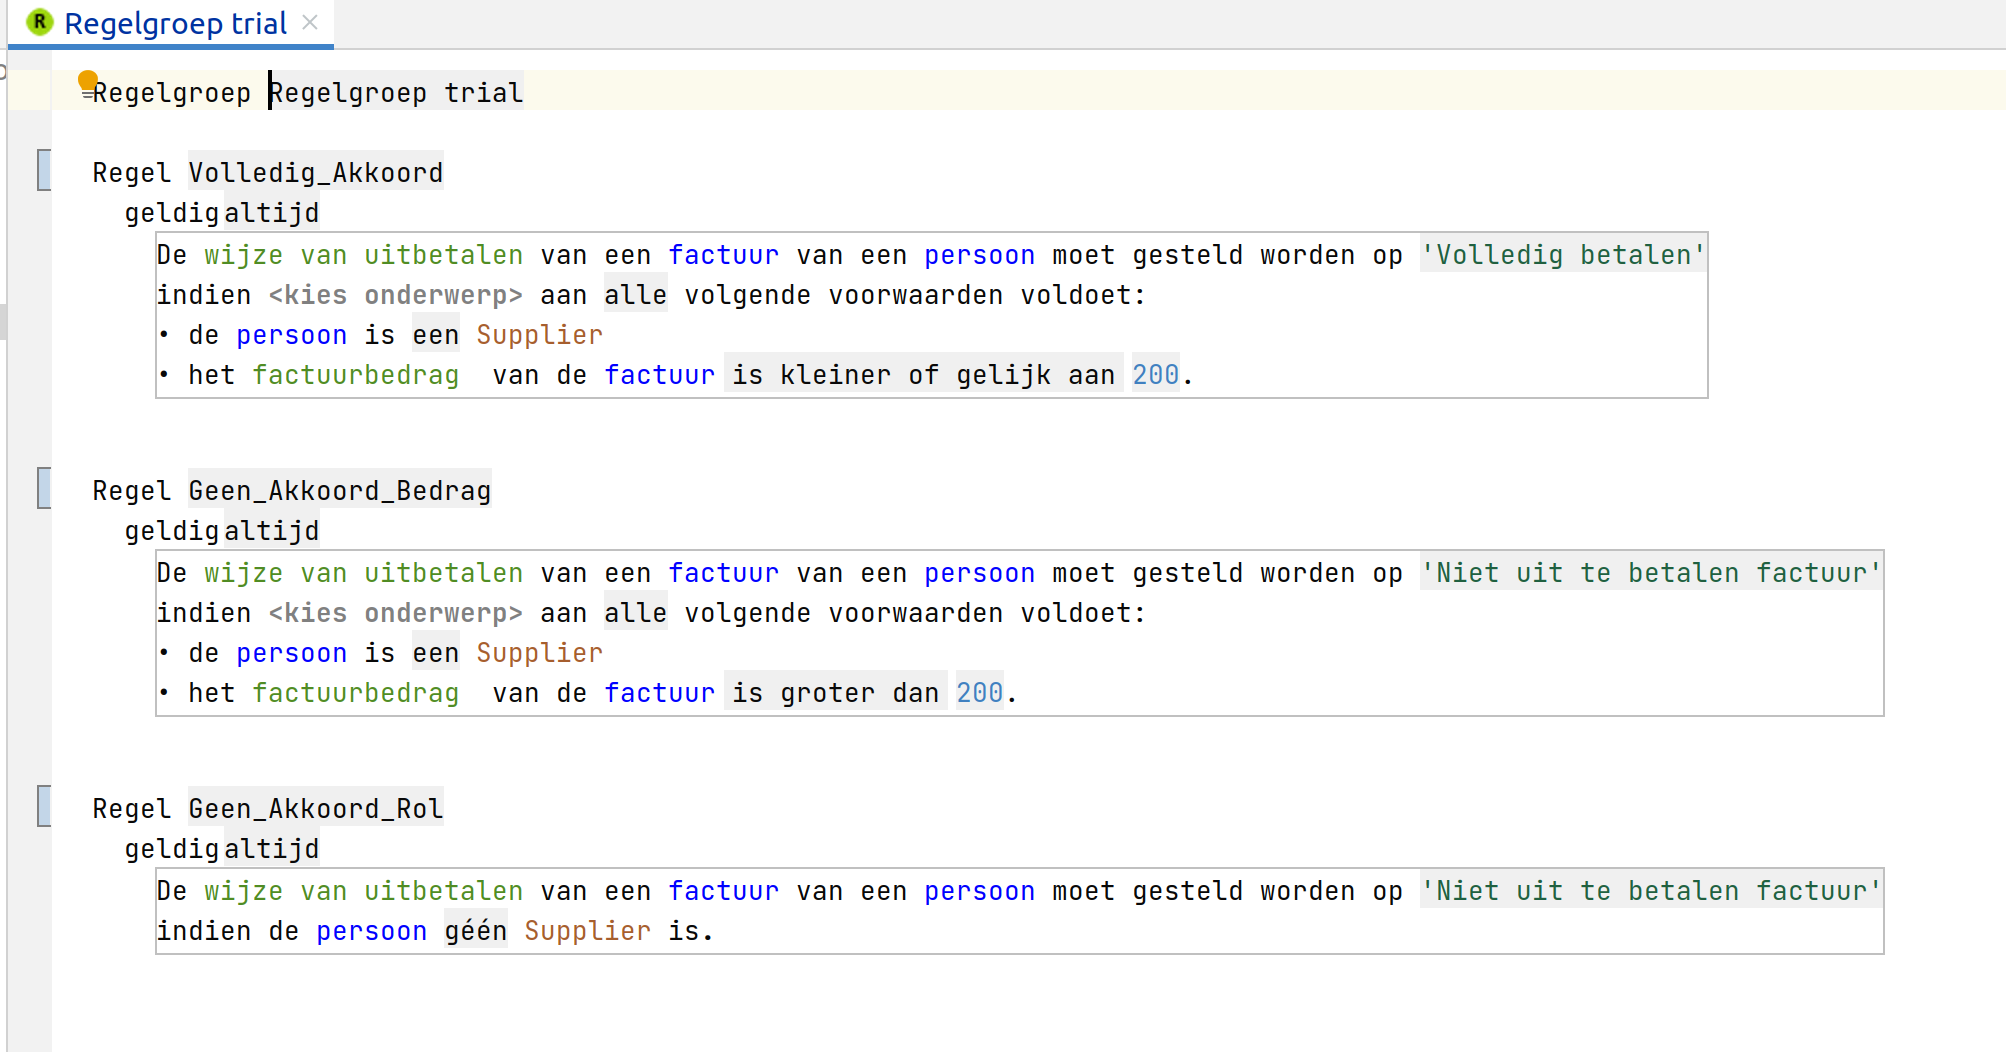 R Regelgroep trial ×
Regelgroep Regelgroep trial
Regel Volledig_Akkoord
geldig altijd
De wijze van uitbetalen van een factuur van een persoon moet gesteld worden op 'Volledig betalen'
indien <kies onderwerp> aan alle volgende voorwaarden voldoet:
• de persoon is een Supplier
• het factuurbedrag van de factuur is kleiner of gelijk aan 200.
Regel Geen_Akkoord_Bedrag
geldig altijd
De wijze van uitbetalen van een factuur van een persoon moet gesteld worden op 'Niet uit te betalen factuur'
indien <kies onderwerp> aan alle volgende voorwaarden voldoet:
• de persoon is een Supplier
• het factuurbedrag van de factuur is groter dan 200.
Regel Geen_Akkoord_Rol
geldig altijd
De wijze van uitbetalen van een factuur van een persoon moet gesteld worden op 'Niet uit te betalen factuur'
indien de persoon géén Supplier is.